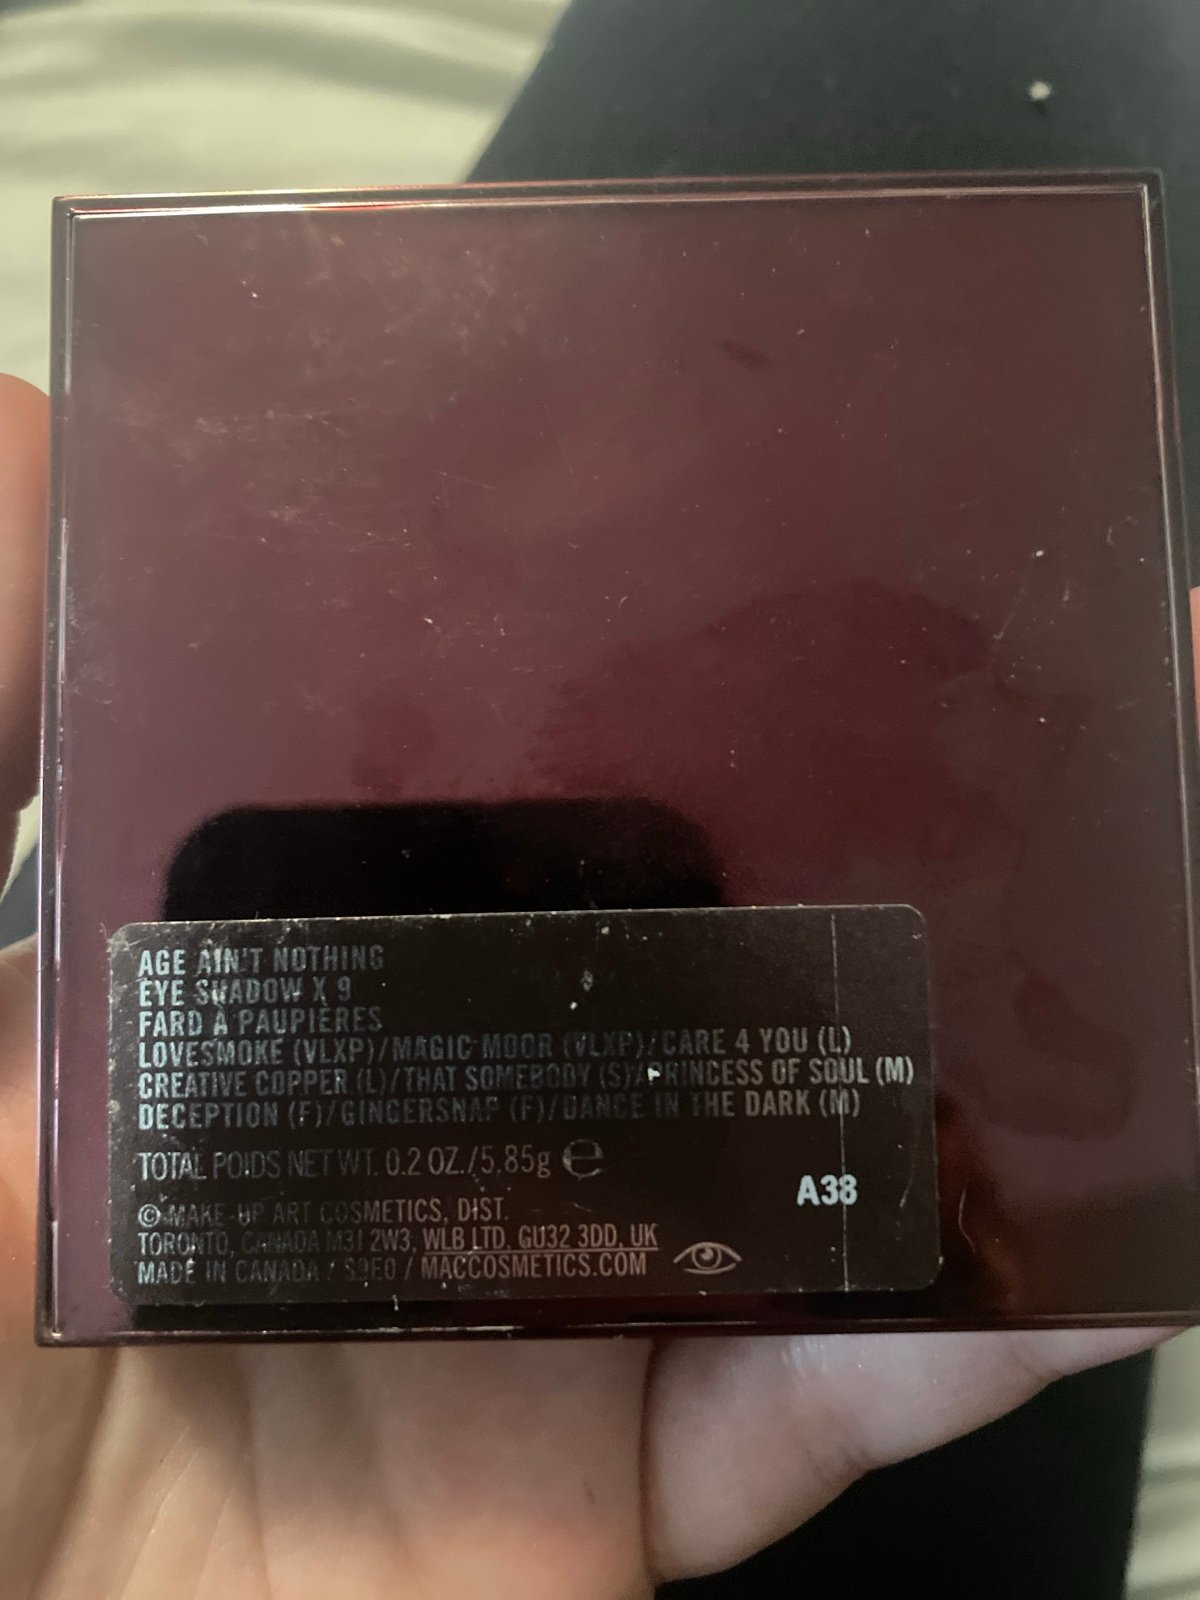 AGE AIN'T NOTHING
EYE SHADOW X 9
FARD À PAUPIÈRES
LOVESMOKE (VLXP)/MAGIC MOOR (VLXP)/CARE 4 YOU (L)
CREATIVE COPPER (L)/THAT SOMEBODY (S)/PRINCESS OF SOUL (M)
DECEPTION (F)/GINGERSNAP (F)/DANCE IN THE DARK (M)
TOTAL POIDS NET WT. 0.2 OZ./5.85g ℮
A38
© MAKE-UP ART COSMETICS, DIST.
TORONTO, CANADA M3J 2W3, WLB LTD, GU32 3DD, UK
MADE IN CANADA / S9E0 / MACCOSMETICS.COM